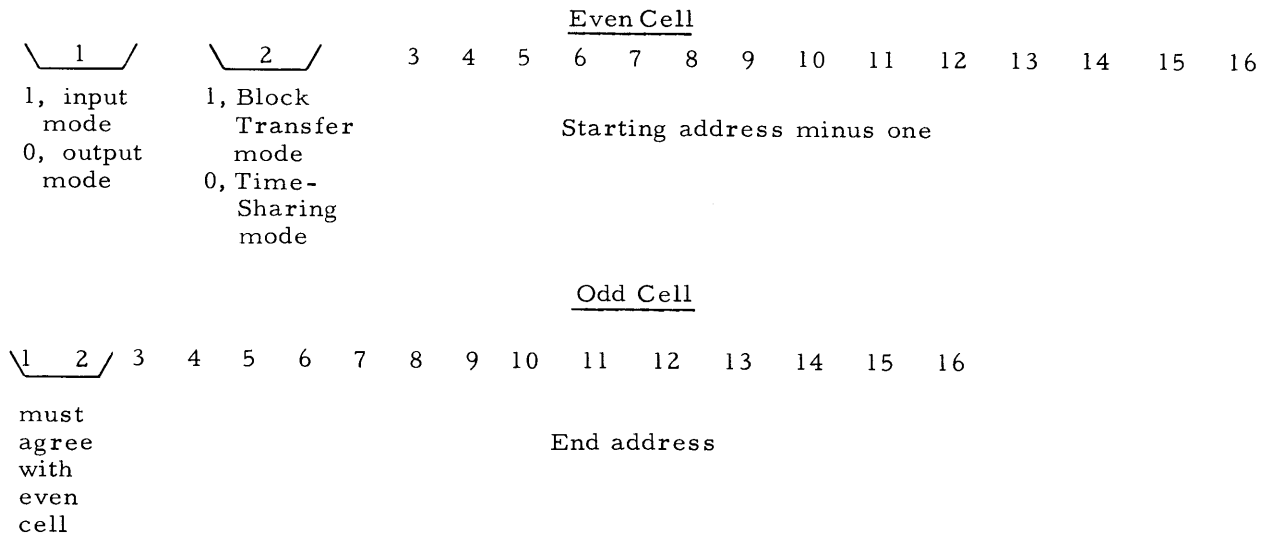 Even Cell
1 2 3 4 5 6 7 8 9 10 11 12 13 14 15 16
1, input mode
0, output mode
1, Block Transfer mode
0, Time-Sharing mode
Starting address minus one
Odd Cell
1 2 3 4 5 6 7 8 9 10 11 12 13 14 15 16
must
agree
with
even
cell
End address